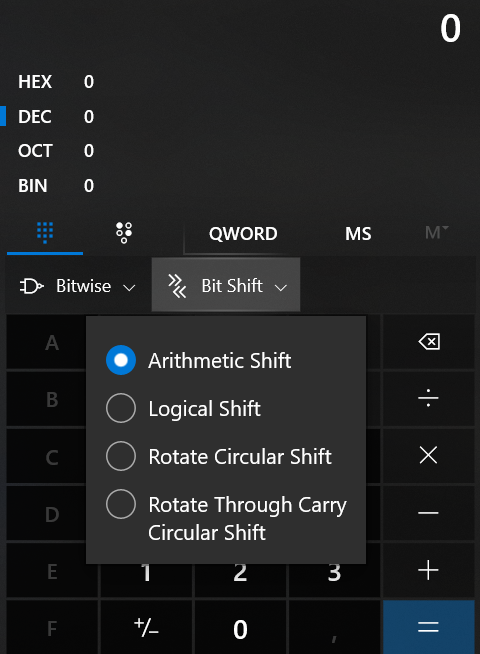 0
HEX 0
DEC 0
OCT 0
BIN 0
QWORD MS M
Bitwise Bit Shift
A
Arithmetic Shift
B
Logical Shift
÷
C
Rotate Circular Shift
×
D
Rotate Through Carry
Circular Shift
−
E 1 2 3 +
F +/− 0 , =